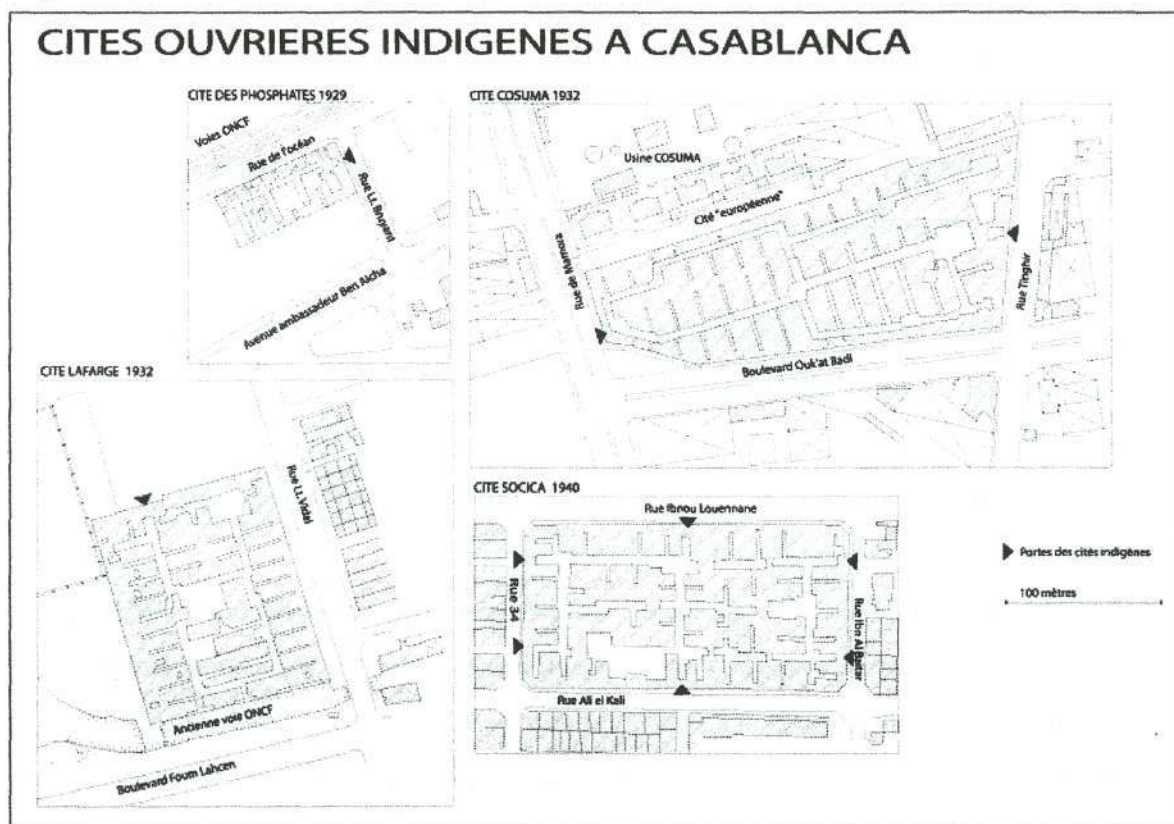 CITES OUVRIERES INDIGENES A CASABLANCA
CITE DES PHOSPHATES 1929
Voies ONCF
Rue de l'océan
Rue Lt. Brujent
Avenue ambassadeur Ben Aïcha
CITE COSUMA 1932
Usine COSUMA
Cité "européenne"
Rue de Mamora
Rue Tinghir
Boulevard Ouk'at Badi
CITE LAFARGE 1932
Rue Lt. Vidal
Ancienne voie ONCF
Boulevard Foum Lahcen
CITE SOCICA 1940
Rue Ibnou Louennane
Rue 34
Rue Ibn Al
Rue Ali el Kali
Portes des cités indigènes
100 mètres